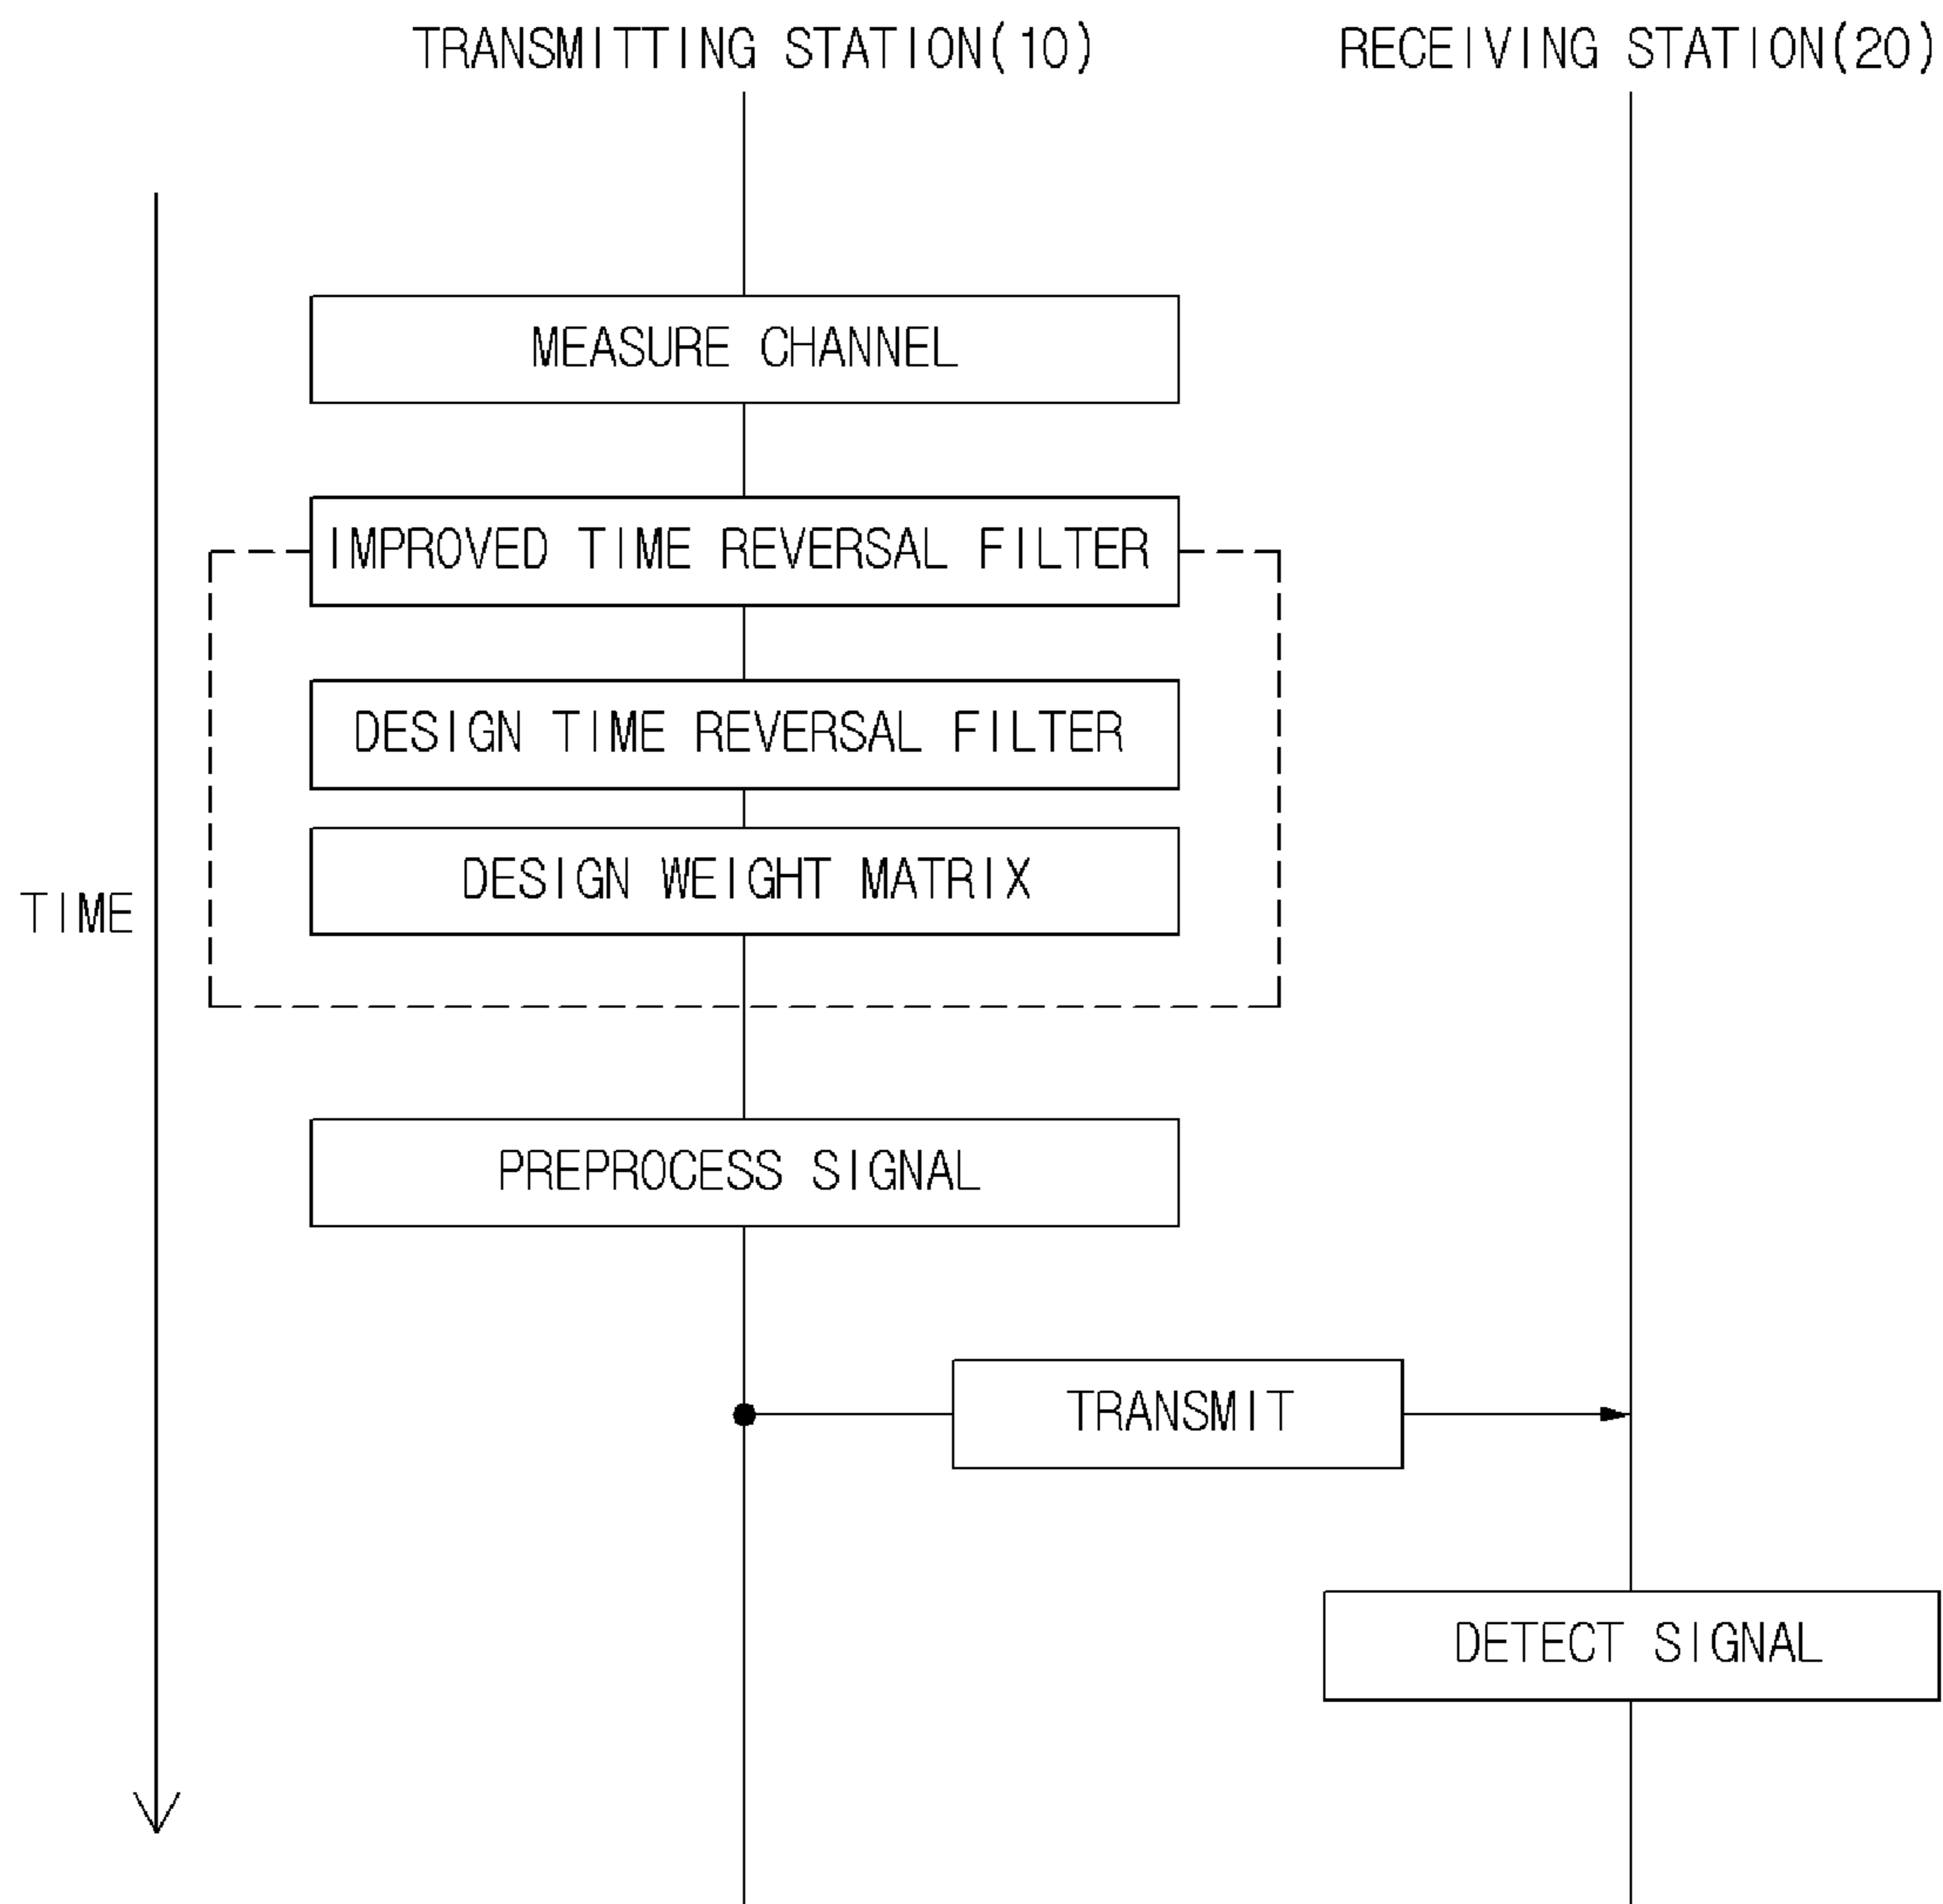 TRANSMITTING STATION(10)
RECEIVING STATION(20)
MEASURE CHANNEL
IMPROVED TIME REVERSAL FILTER
DESIGN TIME REVERSAL FILTER
DESIGN WEIGHT MATRIX
TIME
PREPROCESS SIGNAL
TRANSMIT
DETECT SIGNAL